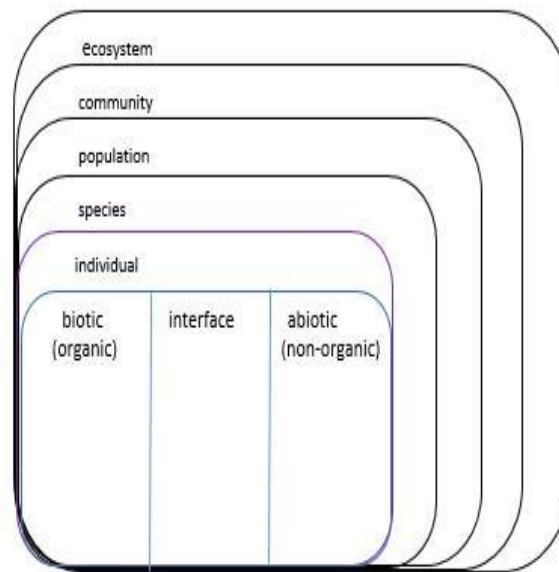 ecosystem
community
population
species
individual
biotic
(organic)
interface
abiotic
(non-organic)